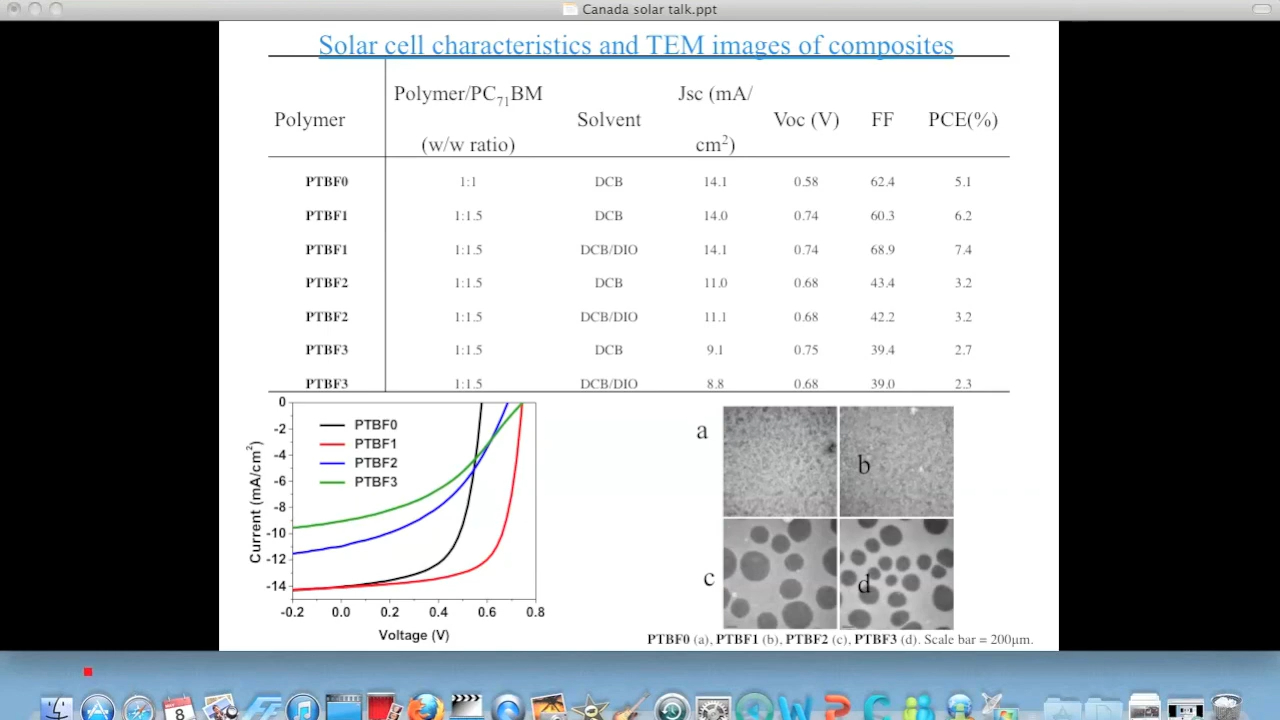 Canada solar talk.ppt
Solar cell characteristics and TEM images of composites
Polymer Polymer/PC71BM (w/w ratio) Solvent Jsc (mA/cm²) Voc (V) FF PCE(%)
PTBF0 1:1 DCB 14.1 0.58 62.4 5.1
PTBF1 1:1.5 DCB 14.0 0.74 60.3 6.2
PTBF1 1:1.5 DCB/DIO 14.1 0.74 68.9 7.4
PTBF2 1:1.5 DCB 11.0 0.68 43.4 3.2
PTBF2 1:1.5 DCB/DIO 11.1 0.68 42.2 3.2
PTBF3 1:1.5 DCB 9.1 0.75 39.4 2.7
PTBF3 1:1.5 DCB/DIO 8.8 0.68 39.0 2.3
Current (mA/cm²)
0
-2
-4
-6
-8
-10
-12
-14
PTBF0
PTBF1
PTBF2
PTBF3
-0.2 0.0 0.2 0.4 0.6 0.8
Voltage (V)
a
b
c
d
PTBF0 (a), PTBF1 (b), PTBF2 (c), PTBF3 (d). Scale bar = 200μm.
8